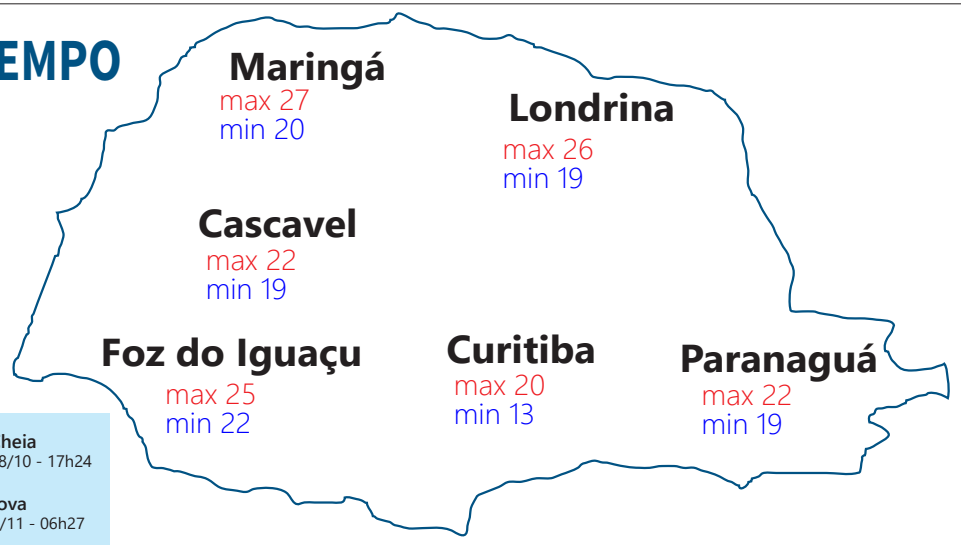 EMPO
Maringá
max 27
min 20
Londrina
max 26
min 19
Cascavel
max 22
min 19
Foz do Iguaçu
max 25
min 22
Curitiba
max 20
min 13
Paranaguá
max 22
min 19
heia
8/10 - 17h24
ova
/11 - 06h27